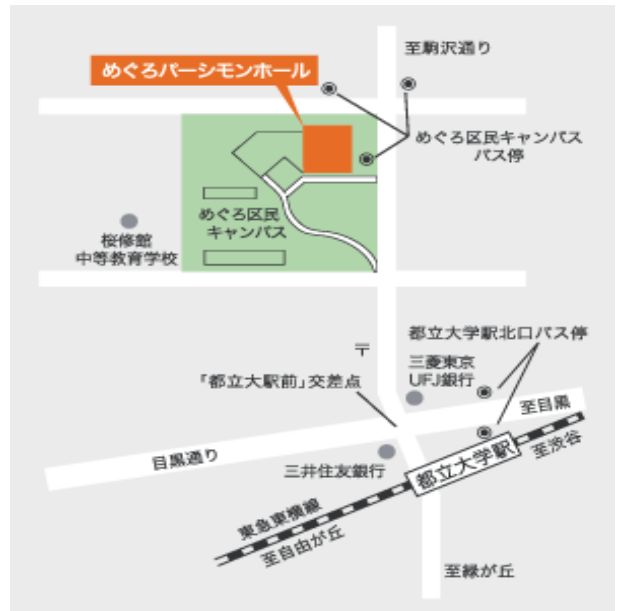 至駒沢通り
めぐろパーシモンホール
めぐろ区民キャンパス
バス停
めぐろ区民
キャンパス
桜修館
中等教育学校
都立大学駅北口バス停
〒
三菱東京
UFJ銀行
「都立大駅前」交差点
至目黒
目黒通り
三井住友銀行
都立大学駅
至渋谷
東急東横線
至自由が丘
至緑が丘